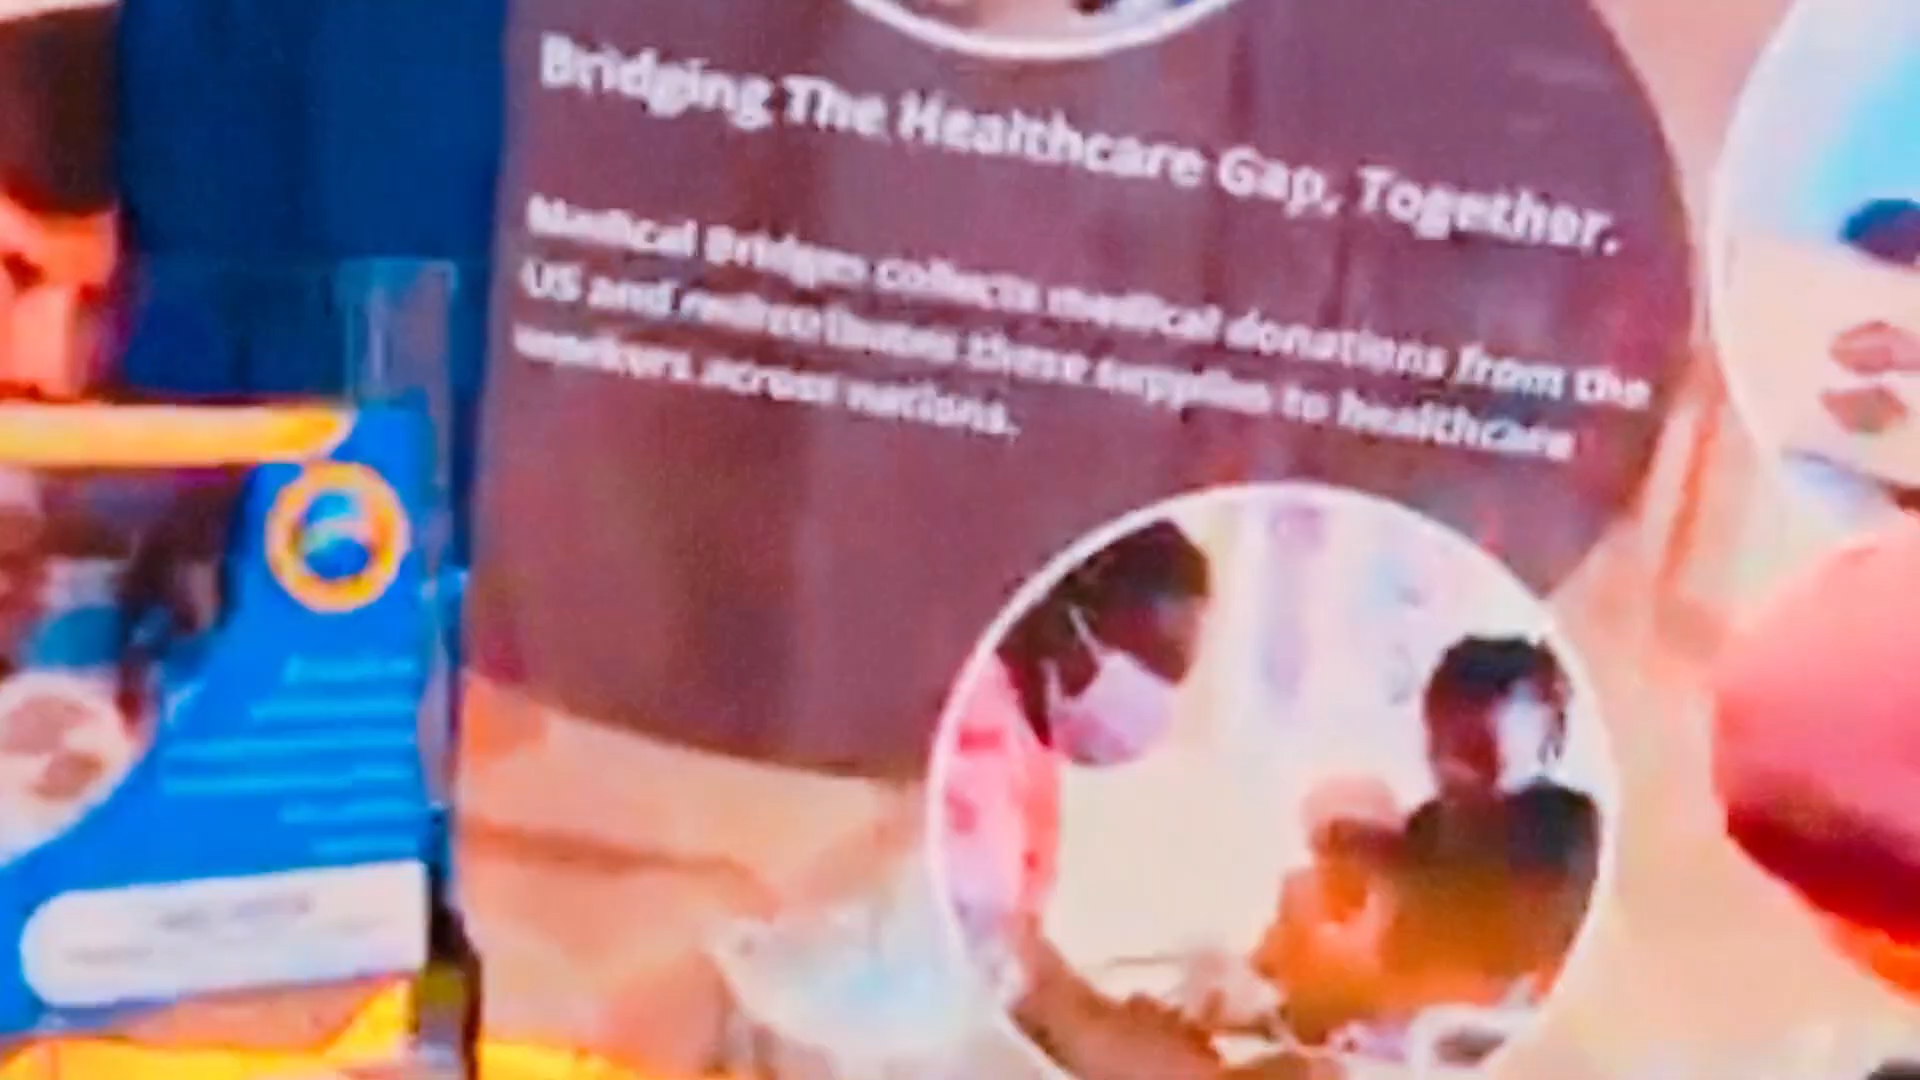 Bridging The Healthcare Gap, Together.
Medical Bridges collects medical donations from the
US and redistributes these supplies to healthcare
workers across nations.